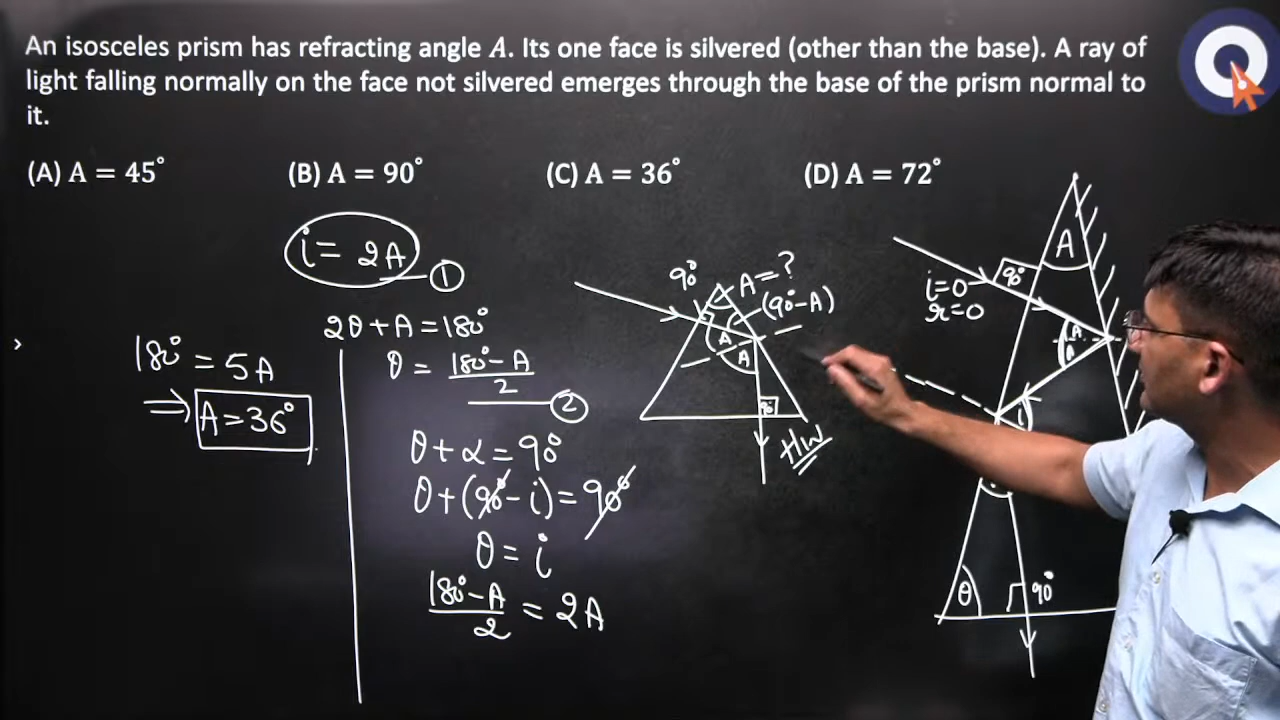 An isosceles prism has refracting angle A. Its one face is silvered (other than the base). A ray of
light falling normally on the face not silvered emerges through the base of the prism normal to
it.
(A) A = 45° (B) A = 90° (C) A = 36° (D) A = 72°
i = 2A — ①
2θ + A = 180°
θ = (180° - A)/2 — ②
θ + α = 90°
θ + (90° - i) = 90°
θ = i
(180° - A)/2 = 2A
180° = 5A
⇒ A = 36°
90°
A = ?
(90° - A)
A
A
90°
HW
A
90°
i = 0
r = 0
A
A
i
θ
90°